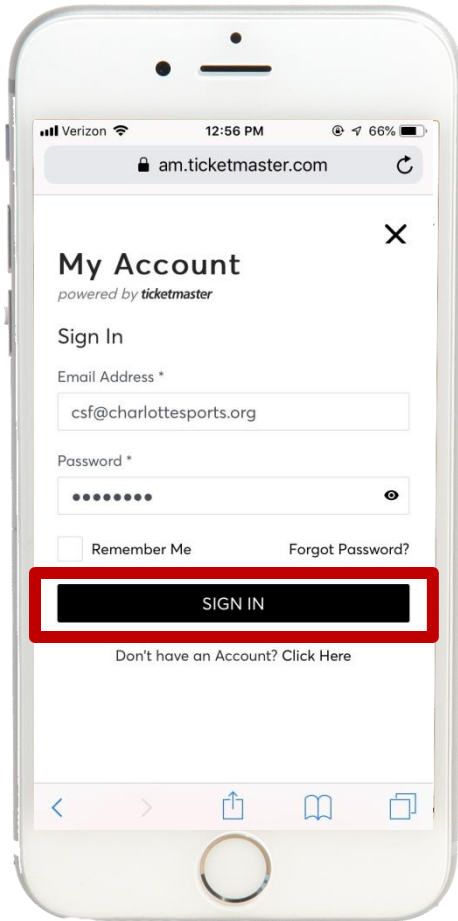 Verizon 12:56 PM 66%
am.ticketmaster.com
My Account
powered by ticketmaster
Sign In
Email Address *
csf@charlottesports.org
Password *
••••••••
Remember Me Forgot Password?
SIGN IN
Don't have an Account? Click Here